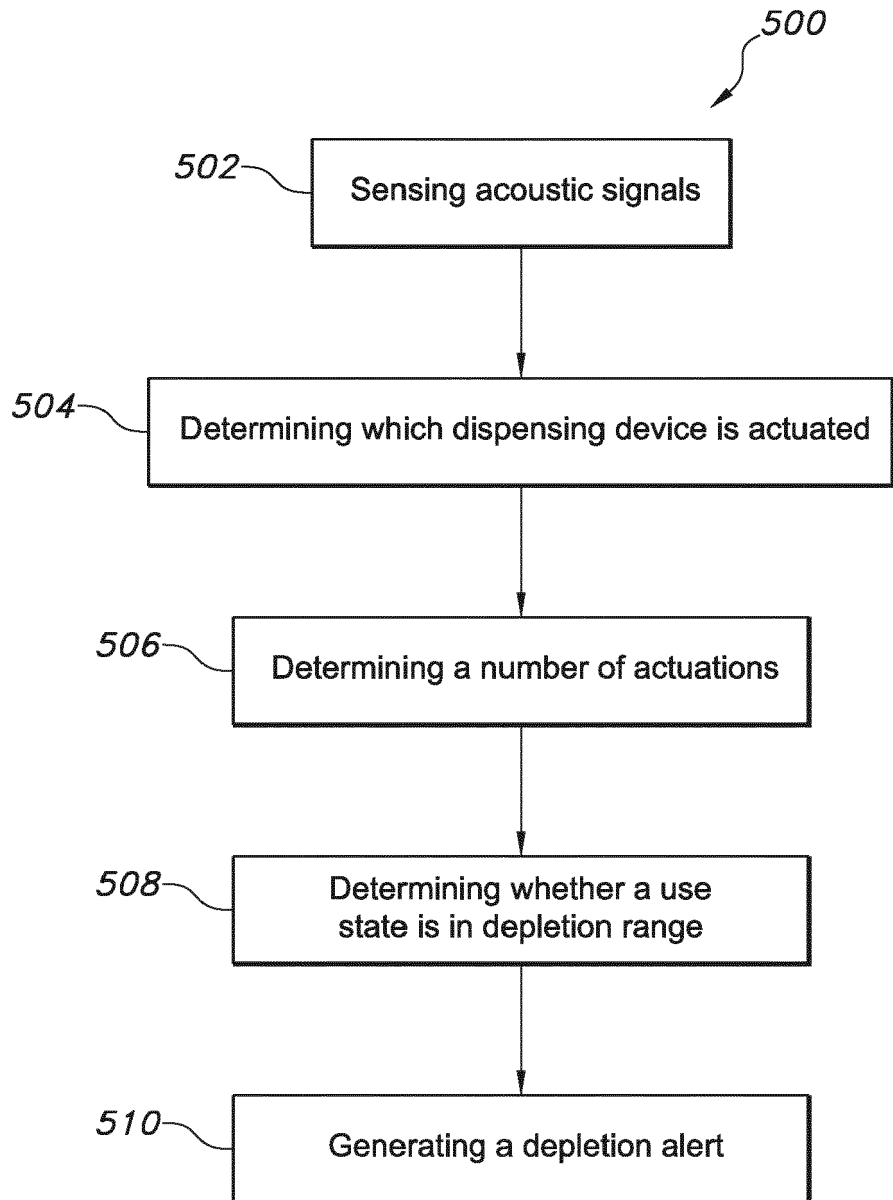 500
502
Sensing acoustic signals
504
Determining which dispensing device is actuated
506
Determining a number of actuations
508
Determining whether a use
state is in depletion range
510
Generating a depletion alert